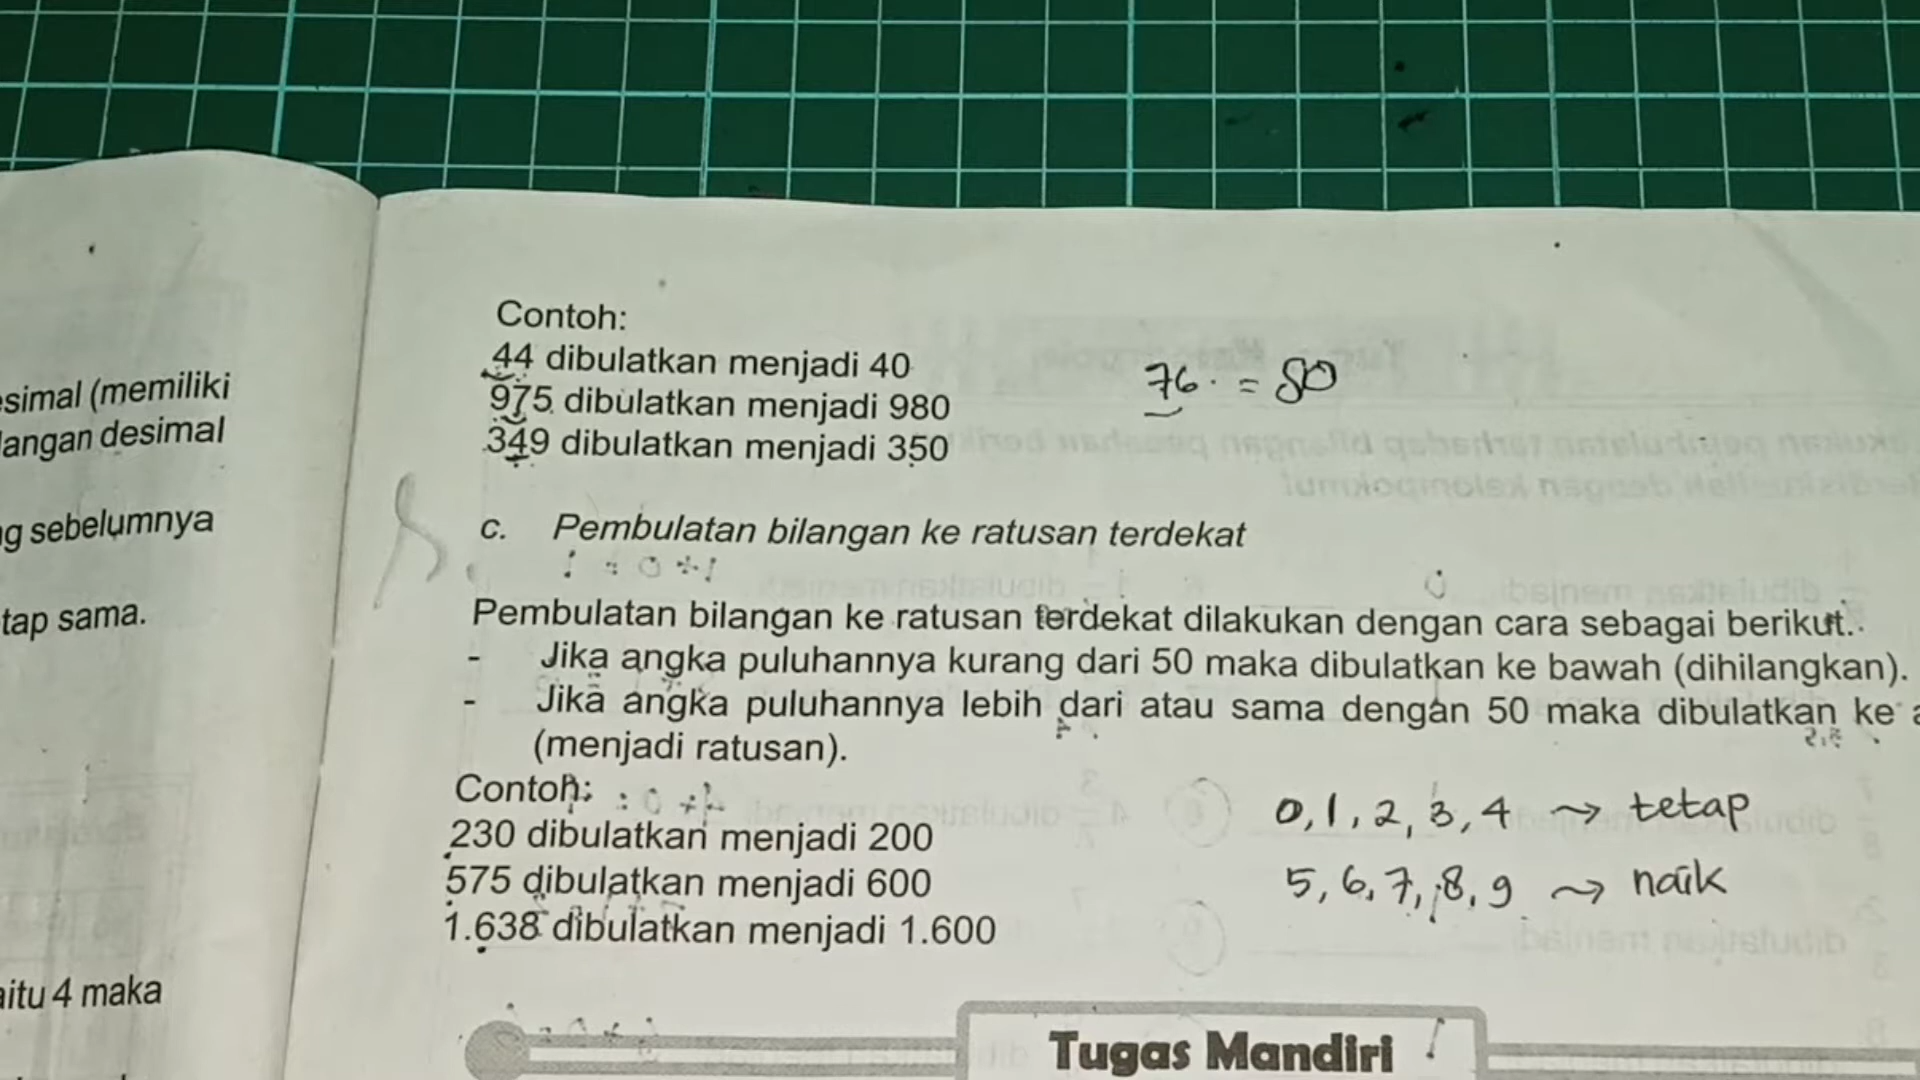 Contoh:
44 dibulatkan menjadi 40
975 dibulatkan menjadi 980
349 dibulatkan menjadi 350
76 = 80
c. Pembulatan bilangan ke ratusan terdekat
Pembulatan bilangan ke ratusan terdekat dilakukan dengan cara sebagai berikut.
- Jika angka puluhannya kurang dari 50 maka dibulatkan ke bawah (dihilangkan).
- Jika angka puluhannya lebih dari atau sama dengan 50 maka dibulatkan ke
(menjadi ratusan).
Contoh:
230 dibulatkan menjadi 200
575 dibulatkan menjadi 600
1.638 dibulatkan menjadi 1.600
0, 1, 2, 3, 4 → tetap
5, 6, 7, 8, 9 → naik
Tugas Mandiri
(memiliki
desimal
sebelumnya
sama.
4 maka